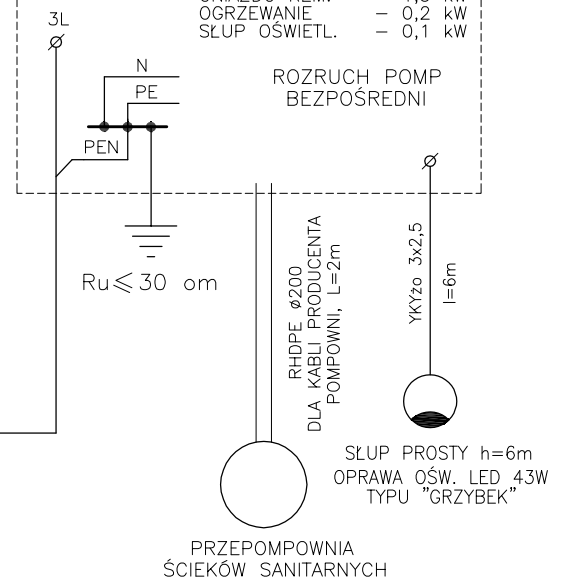 OGRZEWANIE – 0,2 kW
SŁUP OŚWIETL. – 0,1 kW
3L
ROZRUCH POMP
BEZPOŚREDNI
N
PE
PEN
Ru⩽30 om
RHDPE ø200
DLA KABLI PRODUCENTA
POMPOWNI, L=2m
YKYżo 3x2,5
l=6m
SŁUP PROSTY h=6m
OPRAWA OŚW. LED 43W
TYPU "GRZYBEK"
PRZEPOMPOWNIA
ŚCIEKÓW SANITARNYCH